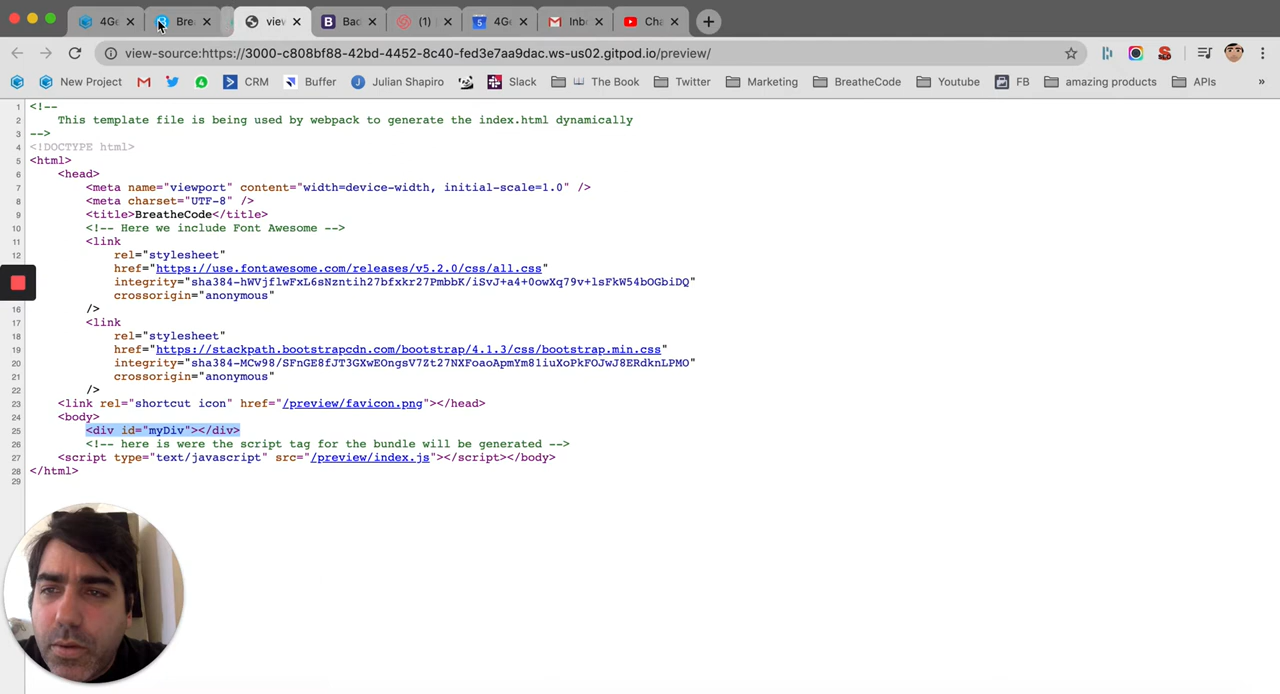 4Ge
Brea
view
Bac
(1)
4Ge
Inbo
Cha
view-source:https://3000-c808bf88-42bd-4452-8c40-fed3e7aa9dac.ws-us02.gitpod.io/preview/
New Project CRM Buffer Julian Shapiro Slack The Book Twitter Marketing BreatheCode Youtube FB amazing products APIs »
1 <!--
2 This template file is being used by webpack to generate the index.html dynamically
3 -->
4 <!DOCTYPE html>
5 <html>
6 <head>
7 <meta name="viewport" content="width=device-width, initial-scale=1.0" />
8 <meta charset="UTF-8" />
9 <title>BreatheCode</title>
10 <!-- Here we include Font Awesome -->
11 <link
12 rel="stylesheet"
href="https://use.fontawesome.com/releases/v5.2.0/css/all.css"
integrity="sha384-hWVjflwFxL6sNzntih27bfxkr27PmbbK/iSvJ+a4+0owXq79v+lsFkW54bOGbiDQ"
crossorigin="anonymous"
16 />
17 <link
18 rel="stylesheet"
19 href="https://stackpath.bootstrapcdn.com/bootstrap/4.1.3/css/bootstrap.min.css"
20 integrity="sha384-MCw98/SFnGE8fJT3GXwEOngsV7Zt27NXFoaoApmYm81iuXoPkFOJwJ8ERdknLPMO"
21 crossorigin="anonymous"
22 />
23 <link rel="shortcut icon" href="/preview/favicon.png"></head>
24 <body>
25 <div id="myDiv"></div>
26 <!-- here is were the script tag for the bundle will be generated -->
27 <script type="text/javascript" src="/preview/index.js"></script></body>
28 </html>
29